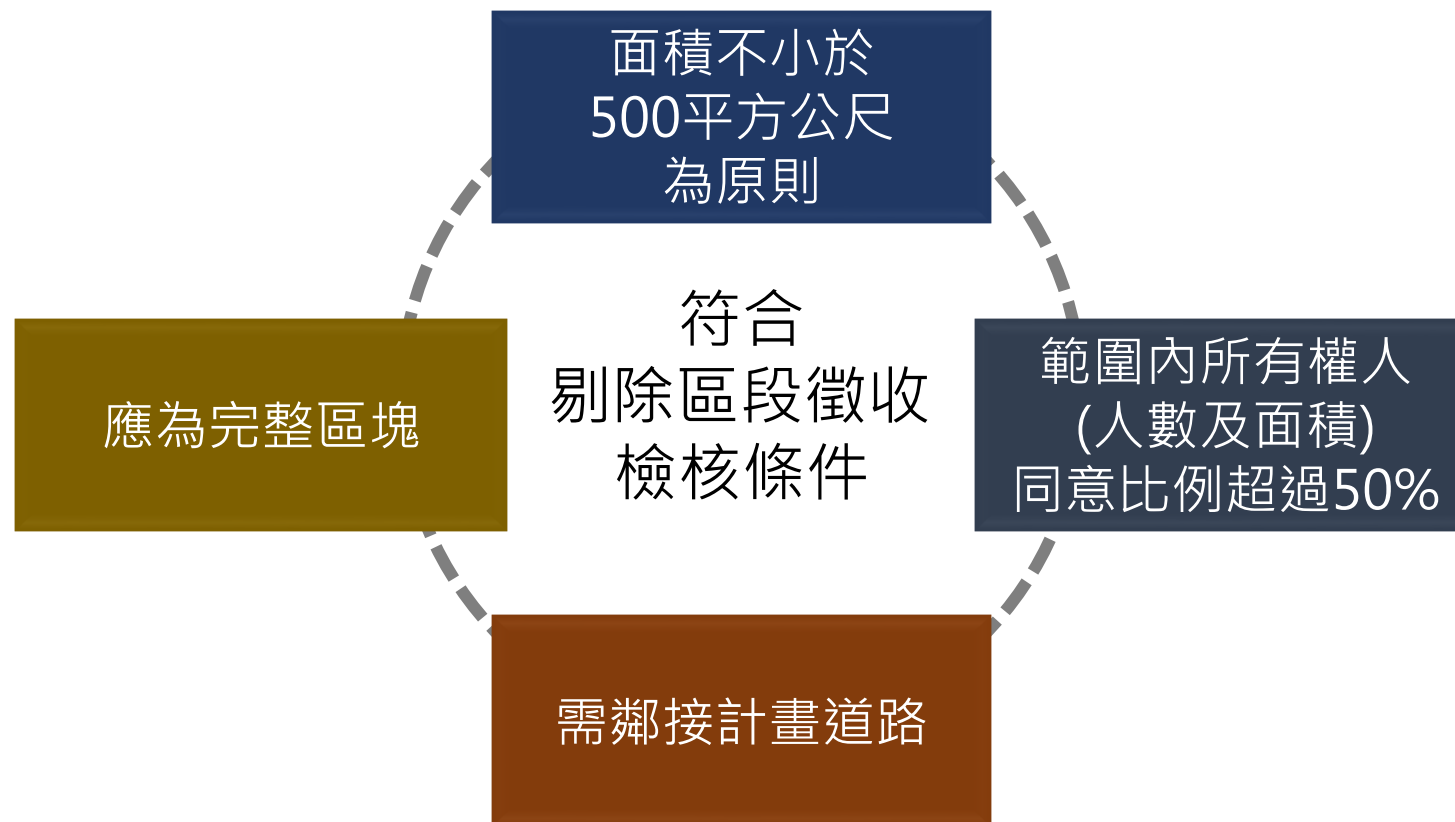 面積不小於
500平方公尺
為原則
符合
剔除區段徵收
檢核條件
範圍內所有權人
(人數及面積)
同意比例超過50%
應為完整區塊
需鄰接計畫道路